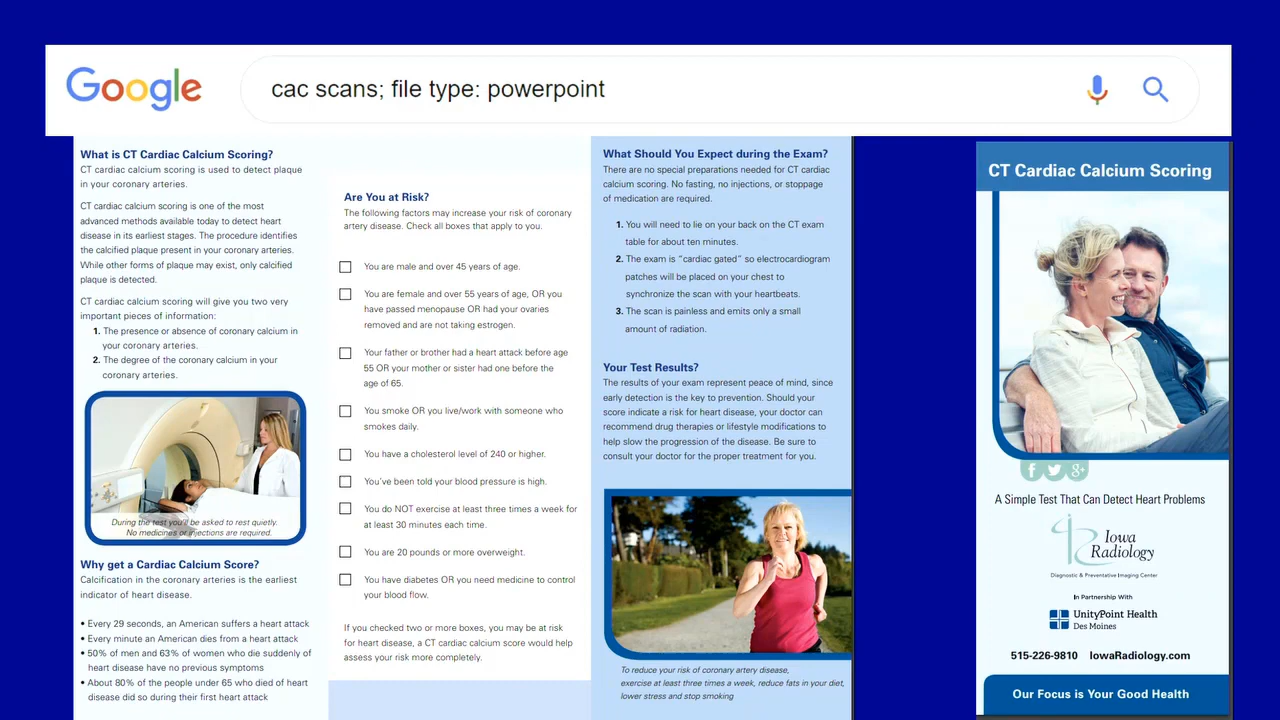 Google
cac scans; file type: powerpoint
What is CT Cardiac Calcium Scoring?
CT cardiac calcium scoring is used to detect plaque
in your coronary arteries.
CT cardiac calcium scoring is one of the most
advanced methods available today to detect heart
disease in its earliest stages. The procedure identifies
the calcified plaque present in your coronary arteries.
While other forms of plaque may exist, only calcified
plaque is detected.
CT cardiac calcium scoring will give you two very
important pieces of information:
1. The presence or absence of coronary calcium in
your coronary arteries.
2. The degree of the coronary calcium in your
coronary arteries.
During the test you'll be asked to rest quietly.
No medicines or injections are required.
Why get a Cardiac Calcium Score?
Calcification in the coronary arteries is the earliest
indicator of heart disease.
• Every 29 seconds, an American suffers a heart attack
• Every minute an American dies from a heart attack
• 50% of men and 63% of women who die suddenly of
heart disease have no previous symptoms
• About 80% of the people under 65 who died of heart
disease did so during their first heart attack
Are You at Risk?
The following factors may increase your risk of coronary
artery disease. Check all boxes that apply to you.
You are male and over 45 years of age.
You are female and over 55 years of age, OR you
have passed menopause OR had your ovaries
removed and are not taking estrogen.
Your father or brother had a heart attack before age
55 OR your mother or sister had one before the
age of 65.
You smoke OR you live/work with someone who
smokes daily.
You have a cholesterol level of 240 or higher.
You've been told your blood pressure is high.
You do NOT exercise at least three times a week for
at least 30 minutes each time.
You are 20 pounds or more overweight.
You have diabetes OR you need medicine to control
your blood flow.
If you checked two or more boxes, you may be at risk
for heart disease, a CT cardiac calcium score would help
assess your risk more completely.
What Should You Expect during the Exam?
There are no special preparations needed for CT cardiac
calcium scoring. No fasting, no injections, or stoppage
of medication are required.
1. You will need to lie on your back on the CT exam
table for about ten minutes.
2. The exam is "cardiac gated" so electrocardiogram
patches will be placed on your chest to
synchronize the scan with your heartbeats.
3. The scan is painless and emits only a small
amount of radiation.
Your Test Results?
The results of your exam represent peace of mind, since
early detection is the key to prevention. Should your
score indicate a risk for heart disease, your doctor can
recommend drug therapies or lifestyle modifications to
help slow the progression of the disease. Be sure to
consult your doctor for the proper treatment for you.
To reduce your risk of coronary artery disease,
exercise at least three times a week, reduce fats in your diet,
lower stress and stop smoking
CT Cardiac Calcium Scoring
f g+
A Simple Test That Can Detect Heart Problems
Iowa
Radiology
Diagnostic & Preventative Imaging Center
In Partnership With
UnityPoint Health
Des Moines
515-226-9810 IowaRadiology.com
Our Focus is Your Good Health